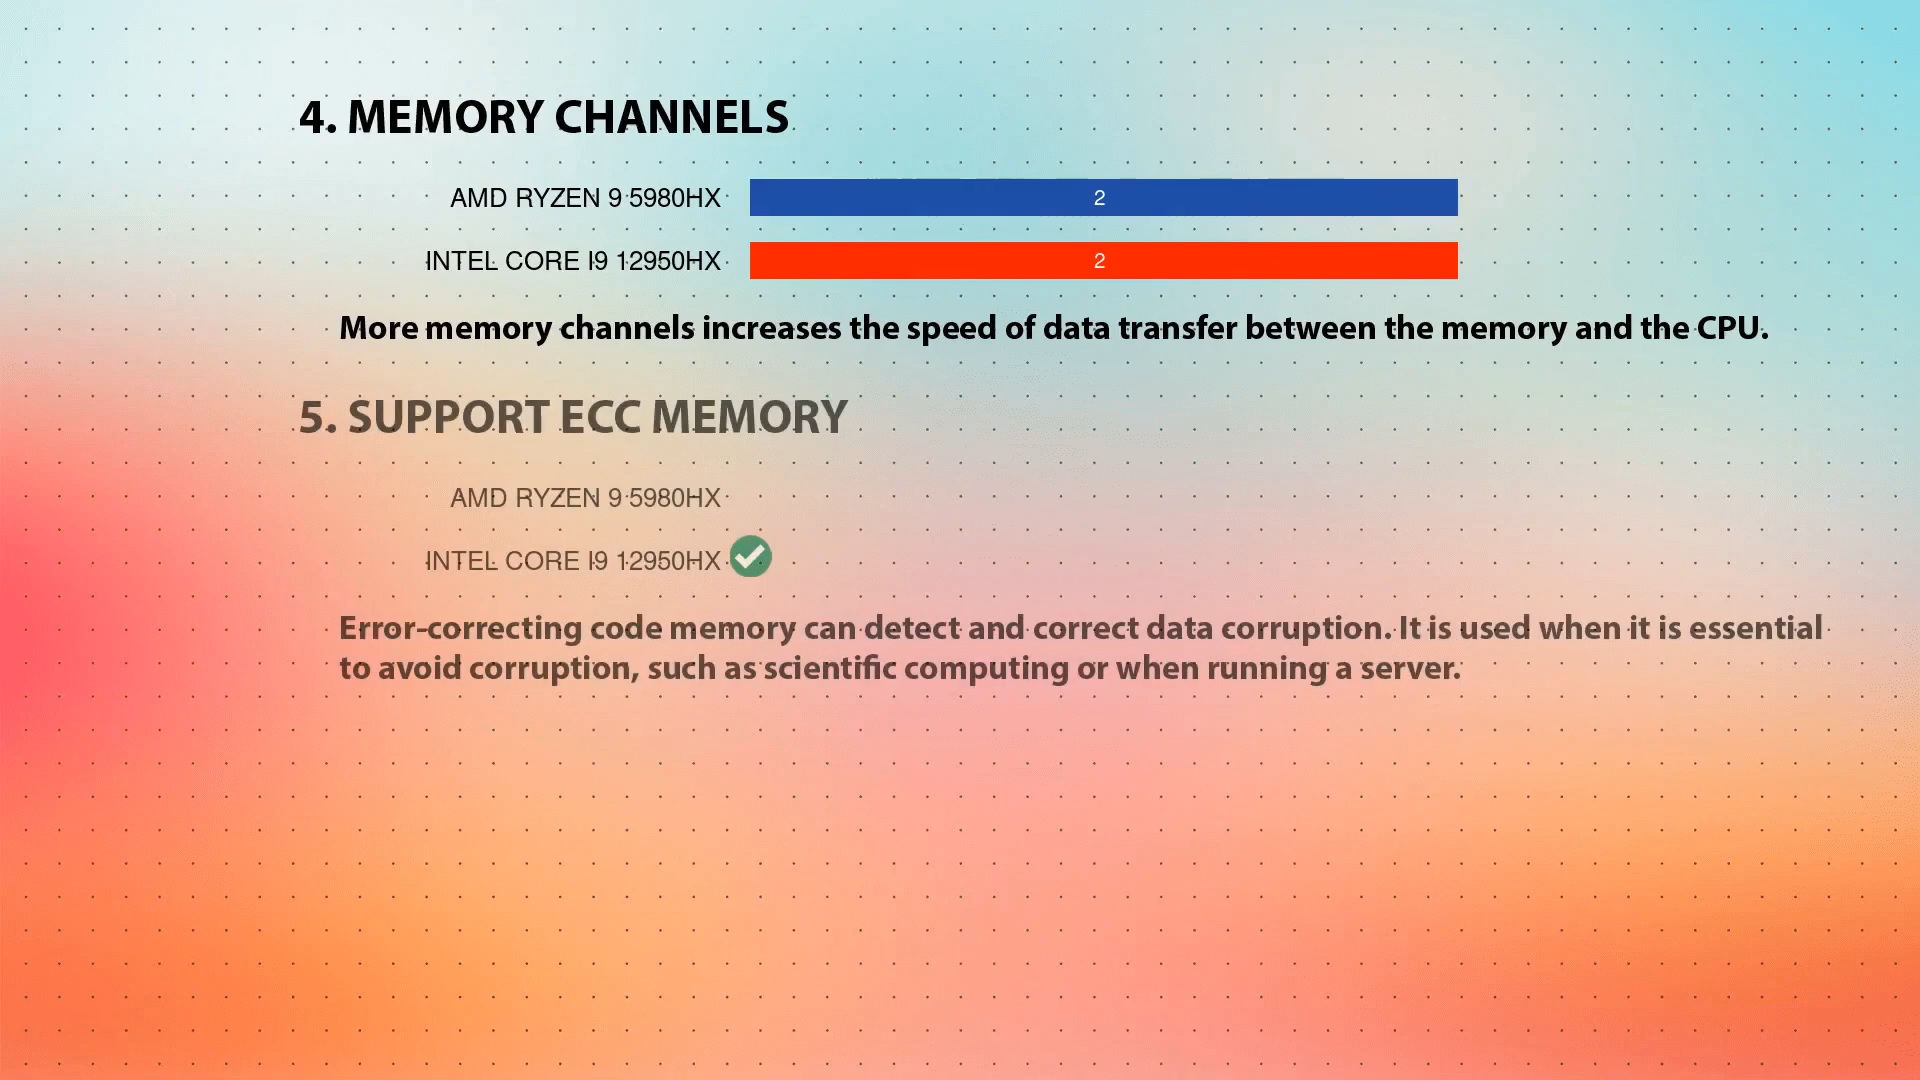 4. MEMORY CHANNELS
AMD RYZEN 9 5980HX 2
INTEL CORE I9 12950HX 2
More memory channels increases the speed of data transfer between the memory and the CPU.
5. SUPPORT ECC MEMORY
AMD RYZEN 9 5980HX
INTEL CORE I9 12950HX
Error-correcting code memory can detect and correct data corruption. It is used when it is essential
to avoid corruption, such as scientific computing or when running a server.